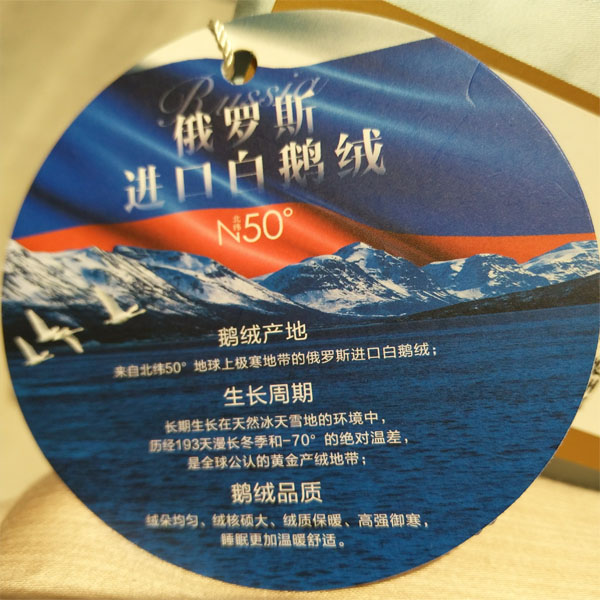 Russia
俄罗斯
进口白鹅绒
北纬
N50°
鹅绒产地
来自北纬50°地球上极寒地带的俄罗斯进口白鹅绒；
生长周期
长期生长在天然冰天雪地的环境中，
历经193天漫长冬季和-70°的绝对温差，
是全球公认的黄金产绒地带；
鹅绒品质
绒朵均匀、绒核硕大、绒质保暖、高强御寒，
睡眠更加温暖舒适。